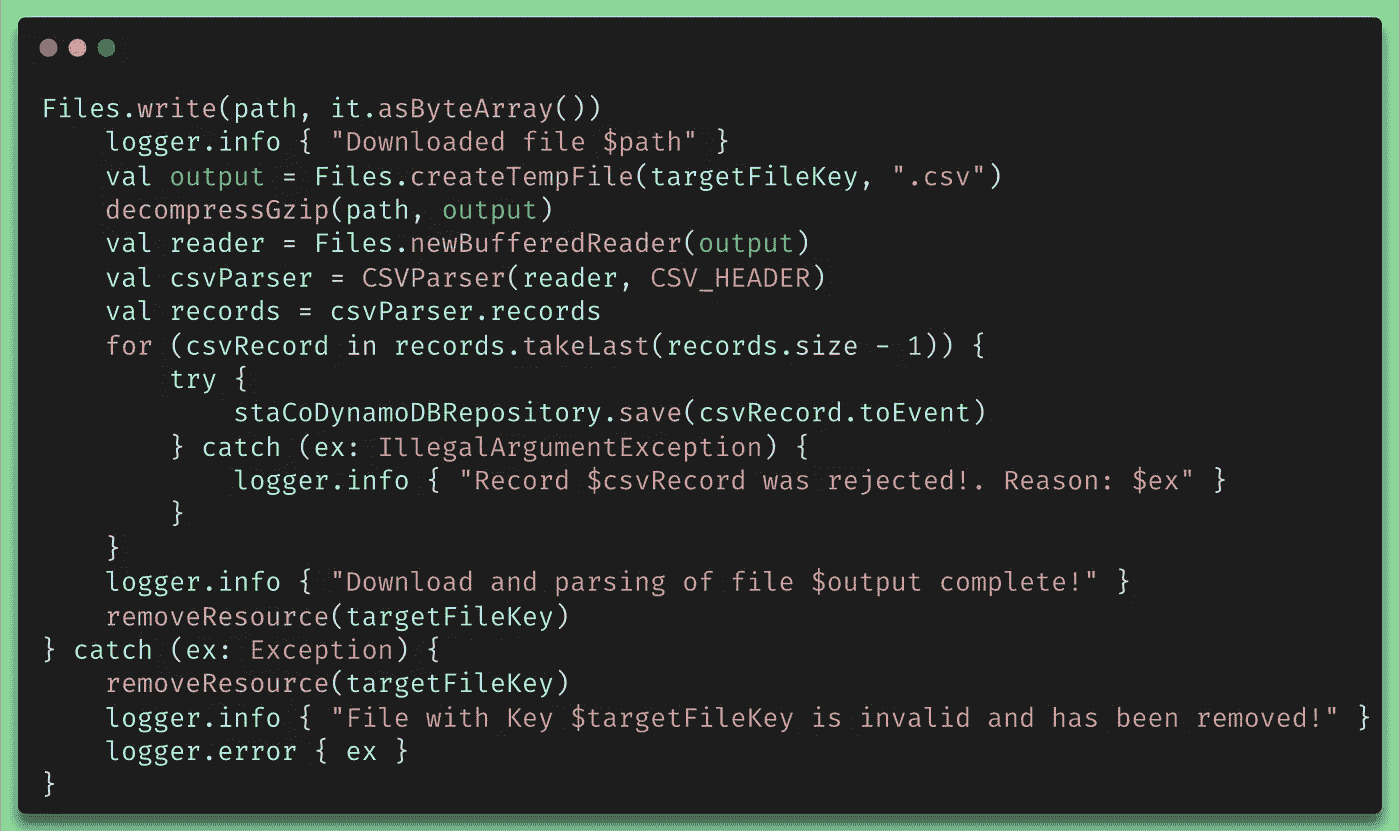 Files.write(path, it.asByteArray())
    logger.info { "Downloaded file $path" }
    val output = Files.createTempFile(targetFileKey, ".csv")
    decompressGzip(path, output)
    val reader = Files.newBufferedReader(output)
    val csvParser = CSVParser(reader, CSV_HEADER)
    val records = csvParser.records
    for (csvRecord in records.takeLast(records.size - 1)) {
        try {
            staCoDynamoDBRepository.save(csvRecord.toEvent)
        } catch (ex: IllegalArgumentException) {
            logger.info { "Record $csvRecord was rejected!. Reason: $ex" }
        }
    }
    logger.info { "Download and parsing of file $output complete!" }
    removeResource(targetFileKey)
} catch (ex: Exception) {
    removeResource(targetFileKey)
    logger.info { "File with Key $targetFileKey is invalid and has been removed!" }
    logger.error { ex }
}